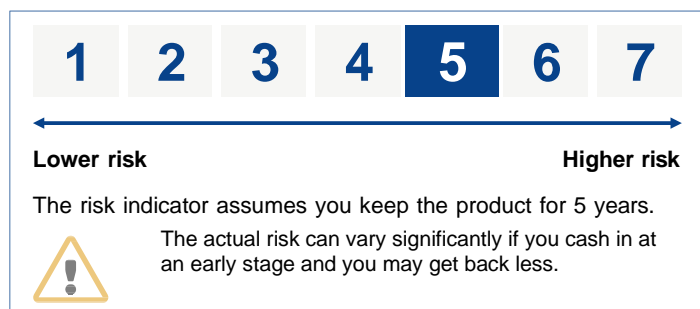 1 2 3 4 5 6 7
Lower risk Higher risk
The risk indicator assumes you keep the product for 5 years.
The actual risk can vary significantly if you cash in at
an early stage and you may get back less.